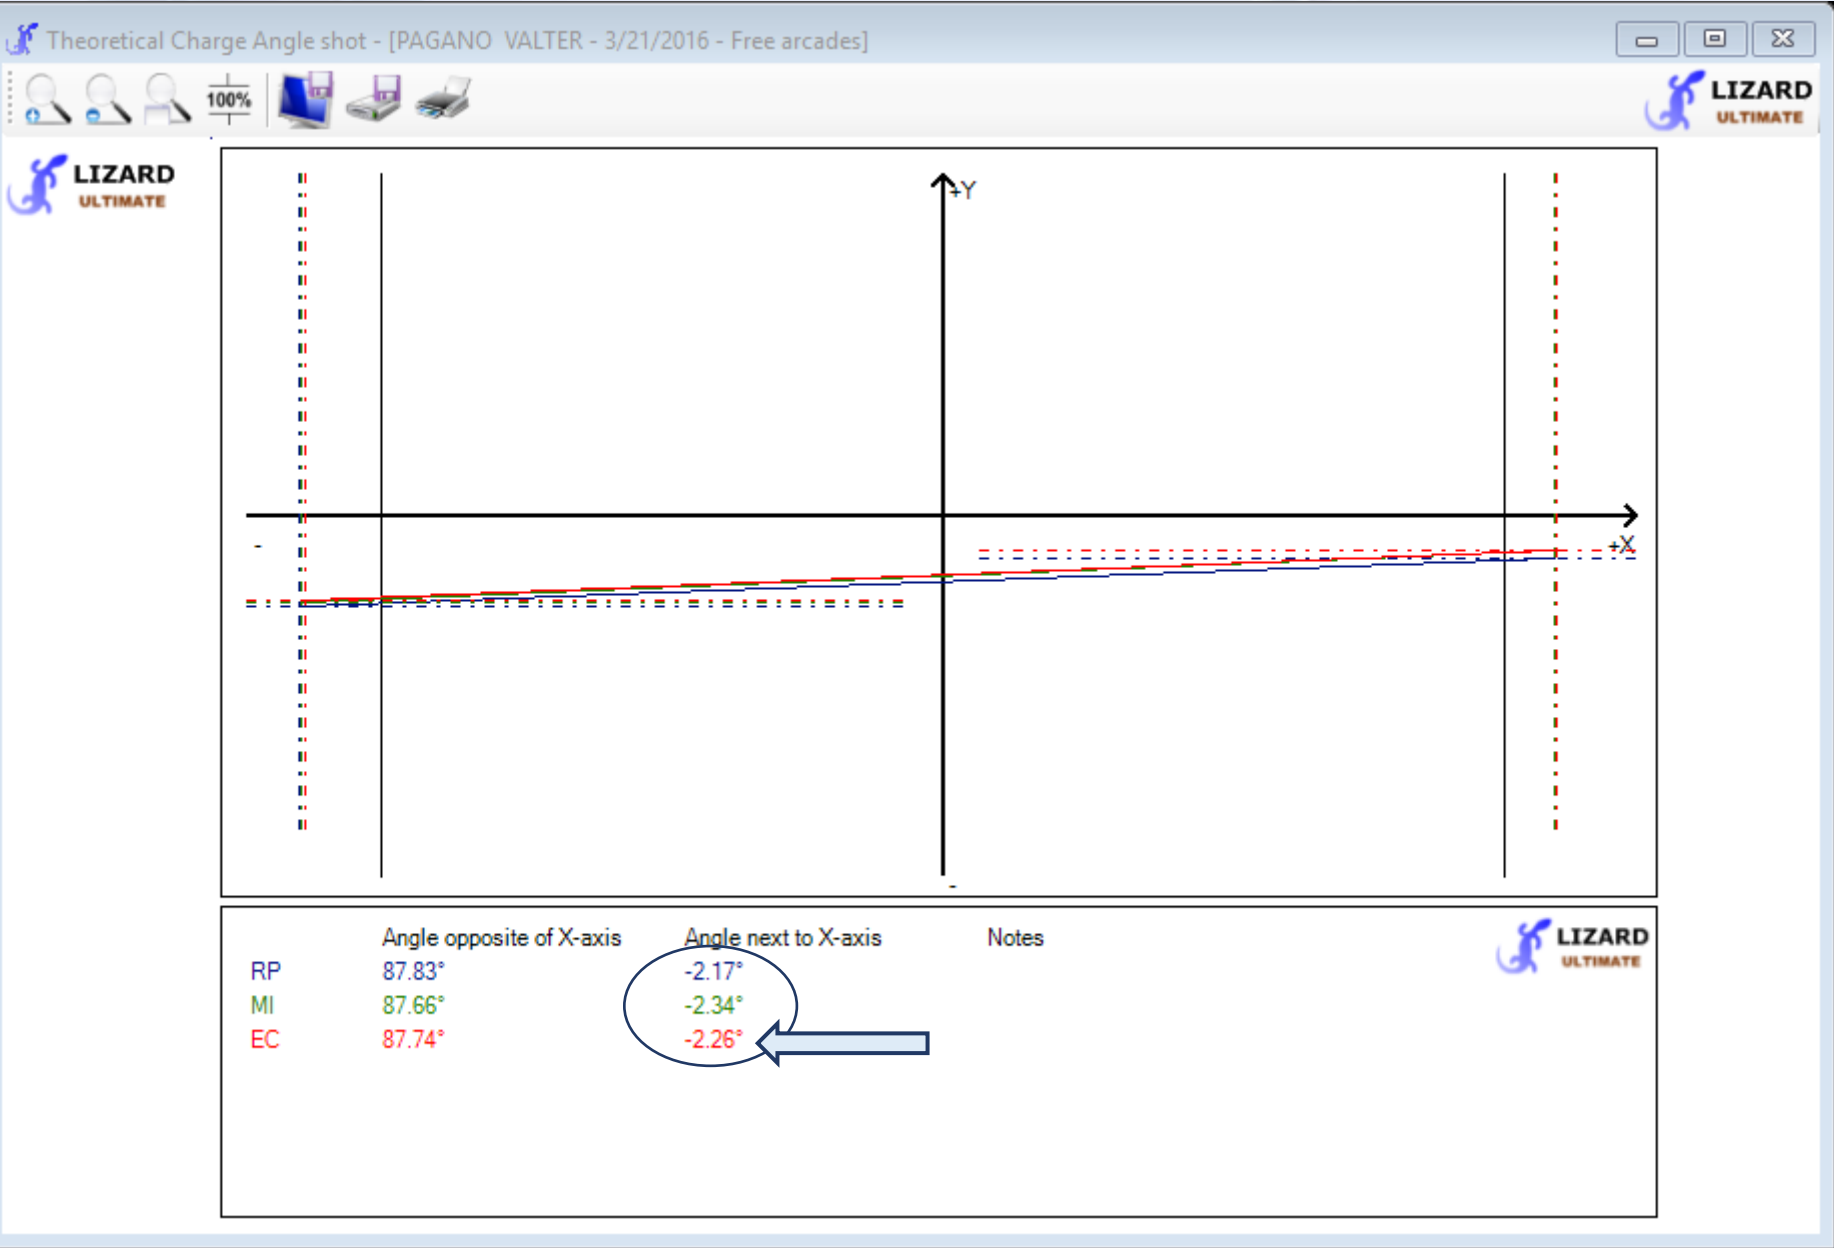 Theoretical Charge Angle shot - [PAGANO  VALTER - 3/21/2016 - Free arcades]
100%
LIZARD
ULTIMATE
LIZARD
ULTIMATE
+Y
-
+X
-
Angle opposite of X-axis Angle next to X-axis Notes
LIZARD
ULTIMATE
RP 87.83° -2.17°
MI 87.66° -2.34°
EC 87.74° -2.26°